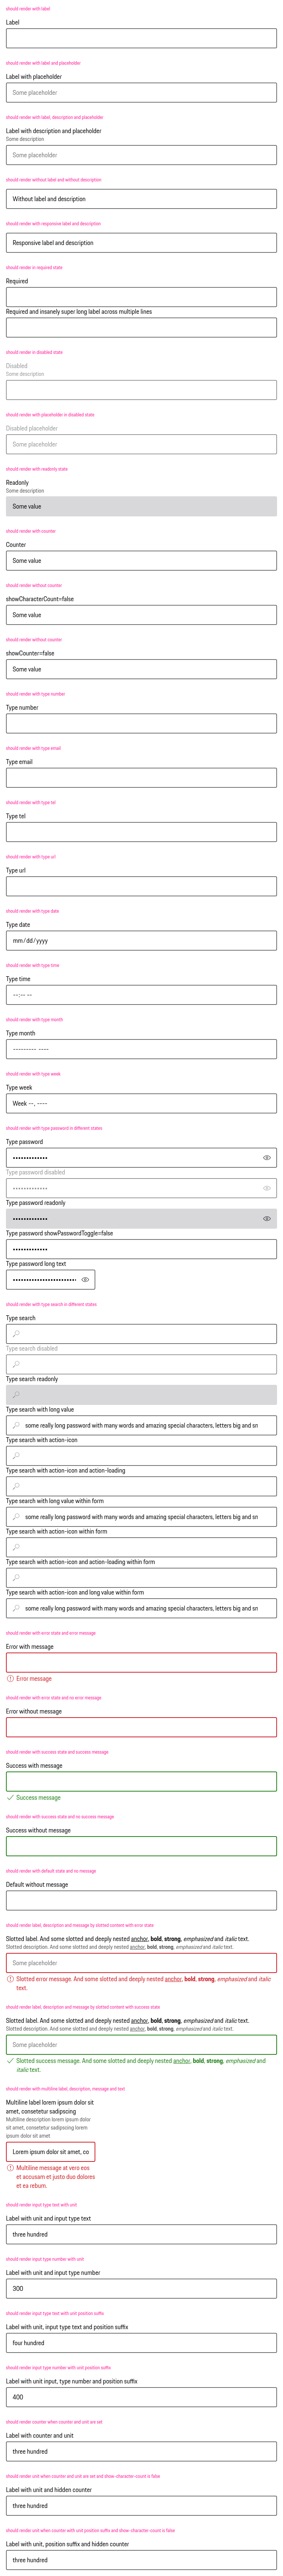 should render with label
Label
should render with label and placeholder
Label with placeholder
Some placeholder
should render with label, description and placeholder
Label with description and placeholder
Some description
Some placeholder
should render without label and without description
Without label and description
should render with responsive label and description
Responsive label and description
should render in required state
Required
Required and insanely super long label across multiple lines
should render in disabled state
Disabled
Some description
should render with placeholder in disabled state
Disabled placeholder
Some placeholder
should render with readonly state
Readonly
Some description
Some value
should render with counter
Counter
Some value
should render without counter
showCharacterCount=false
Some value
should render without counter
showCounter=false
Some value
should render with type number
Type number
should render with type email
Type email
should render with type tel
Type tel
should render with type url
Type url
should render with type date
Type date
mm/dd/yyyy
should render with type time
Type time
--:-- --
should render with type month
Type month
--------- ----
should render with type week
Type week
Week --, ----
should render with type password in different states
Type password
•••••••••••••
Type password disabled
•••••••••••••
Type password readonly
•••••••••••••
Type password showPasswordToggle=false
•••••••••••••
Type password long text
••••••••••••••••••••••••
should render with type search in different states
Type search
Type search disabled
Type search readonly
Type search with long value
some really long password with many words and amazing special characters, letters big and sn
Type search with action-icon
Type search with action-icon and action-loading
Type search with long value within form
some really long password with many words and amazing special characters, letters big and sn
Type search with action-icon within form
Type search with action-icon and action-loading within form
Type search with action-icon and long value within form
some really long password with many words and amazing special characters, letters big and sn
should render with error state and error message
Error with message
Error message
should render with error state and no error message
Error without message
should render with success state and success message
Success with message
Success message
should render with success state and no success message
Success without message
should render with default state and no message
Default without message
should render label, description and message by slotted content with error state
Slotted label. And some slotted and deeply nested anchor, bold, strong, emphasized and italic text.
Slotted description. And some slotted and deeply nested anchor, bold, strong, emphasized and italic text.
Some placeholder
Slotted error message. And some slotted and deeply nested anchor, bold, strong, emphasized and italic
text.
should render label, description and message by slotted content with success state
Slotted label. And some slotted and deeply nested anchor, bold, strong, emphasized and italic text.
Slotted description. And some slotted and deeply nested anchor, bold, strong, emphasized and italic text.
Some placeholder
Slotted success message. And some slotted and deeply nested anchor, bold, strong, emphasized and
italic text.
should render with multiline label, description, message and text
Multiline label lorem ipsum dolor sit
amet, consetetur sadipscing
Multiline description lorem ipsum dolor
sit amet, consetetur sadipscing lorem
ipsum dolor sit amet
Lorem ipsum dolor sit amet, co
Multiline message at vero eos
et accusam et justo duo dolores
et ea rebum.
should render input type text with unit
Label with unit and input type text
three hundred
should render input type number with unit
Label with unit and input type number
300
should render input type text with unit position suffix
Label with unit, input type text and position suffix
four hundred
should render input type number with unit position suffix
Label with unit input, type number and position suffix
400
should render counter when counter and unit are set
Label with counter and unit
three hundred
should render unit when counter and unit are set and show-character-count is false
Label with unit and hidden counter
three hundred
should render unit when counter with unit position suffix and show-character-count is false
Label with unit, position suffix and hidden counter
three hundred